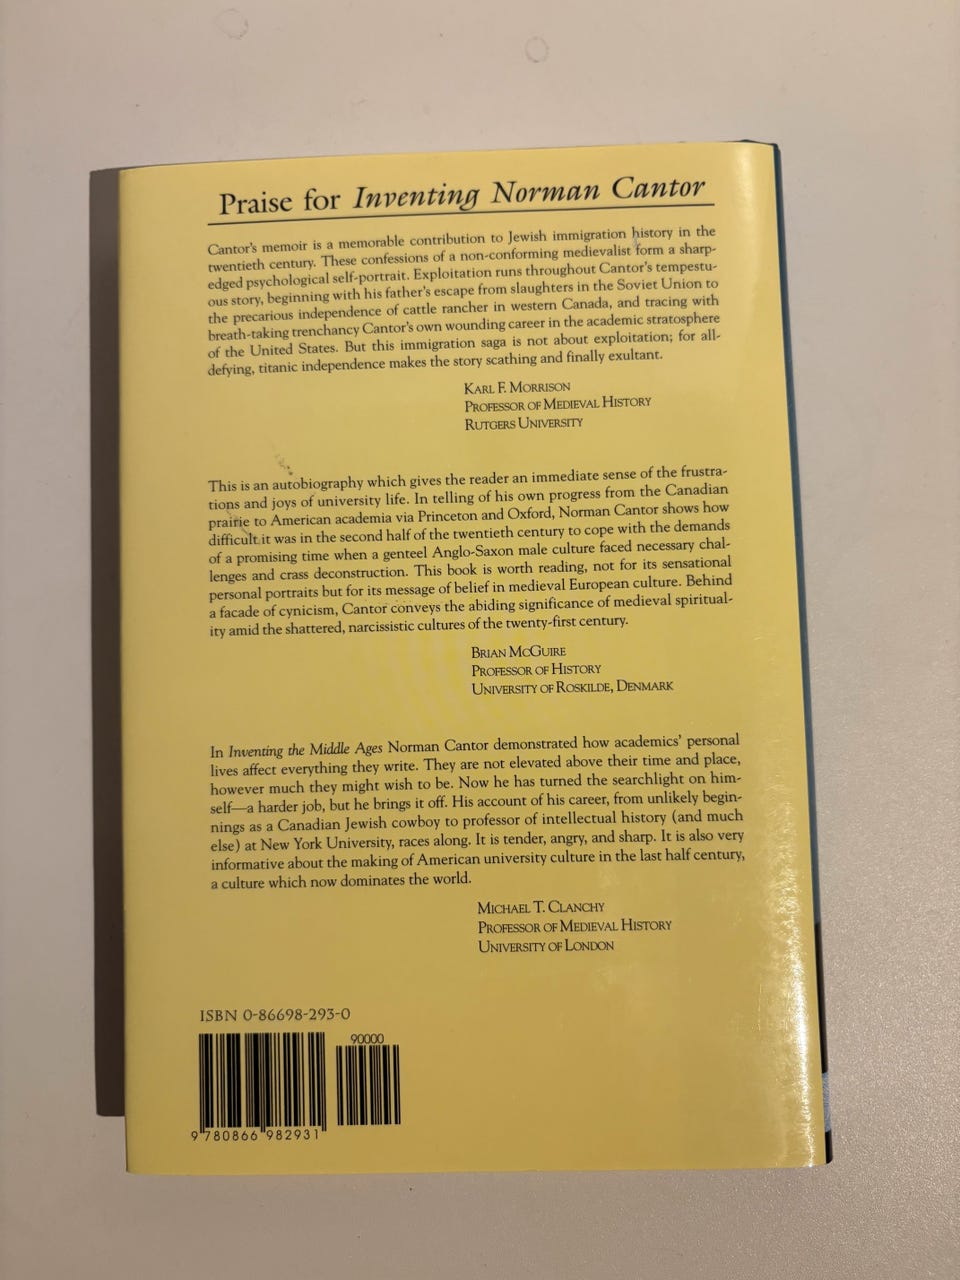 Praise for Inventing Norman Cantor
Cantor's memoir is a memorable contribution to Jewish immigration history in the
twentieth century. These confessions of a non-conforming medievalist form a sharp-
edged psychological self-portrait. Exploitation runs throughout Cantor's tempestu-
ous story, beginning with his father's escape from slaughters in the Soviet Union to
the precarious independence of cattle rancher in western Canada, and tracing with
breath-taking trenchancy Cantor's own wounding career in the academic stratosphere
of the United States. But this immigration saga is not about exploitation; for all-
defying, titanic independence makes the story scathing and finally exultant.
KARL F. MORRISON
PROFESSOR OF MEDIEVAL HISTORY
RUTGERS UNIVERSITY
This is an autobiography which gives the reader an immediate sense of the frustra-
tions and joys of university life. In telling of his own progress from the Canadian
prairie to American academia via Princeton and Oxford, Norman Cantor shows how
difficult it was in the second half of the twentieth century to cope with the demands
of a promising time when a genteel Anglo-Saxon male culture faced necessary chal-
lenges and crass deconstruction. This book is worth reading, not for its sensational
personal portraits but for its message of belief in medieval European culture. Behind
a facade of cynicism, Cantor conveys the abiding significance of medieval spiritual-
ity amid the shattered, narcissistic cultures of the twenty-first century.
BRIAN MCGUIRE
PROFESSOR OF HISTORY
UNIVERSITY OF ROSKILDE, DENMARK
In Inventing the Middle Ages Norman Cantor demonstrated how academics' personal
lives affect everything they write. They are not elevated above their time and place,
however much they might wish to be. Now he has turned the searchlight on him-
self—a harder job, but he brings it off. His account of his career, from unlikely begin-
nings as a Canadian Jewish cowboy to professor of intellectual history (and much
else) at New York University, races along. It is tender, angry, and sharp. It is also very
informative about the making of American university culture in the last half century,
a culture which now dominates the world.
MICHAEL T. CLANCHY
PROFESSOR OF MEDIEVAL HISTORY
UNIVERSITY OF LONDON
ISBN 0-86698-293-0
90000
9 780866 982931